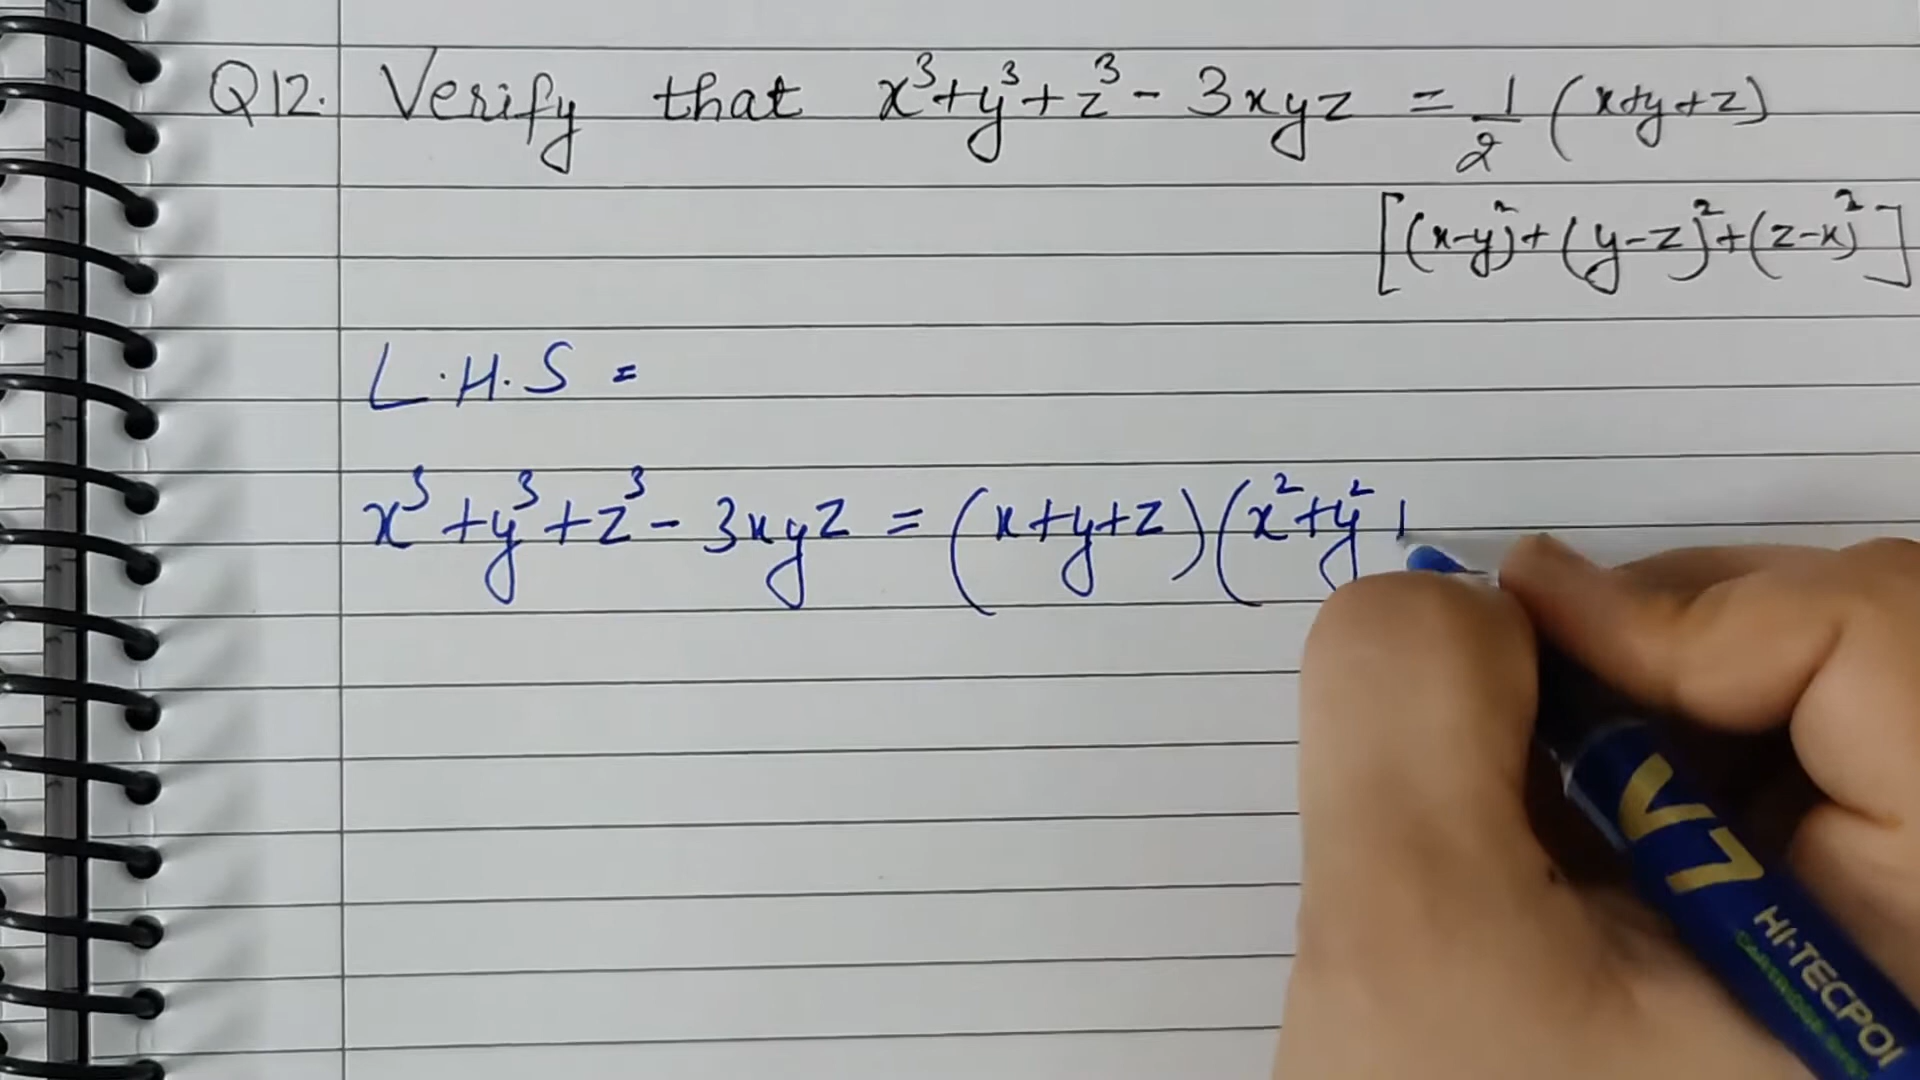 Q12. Verify that x³+y³+z³- 3xyz = 1/2 (x+y+z)
[(x-y)²+(y-z)²+(z-x)²]
L.H.S =
x³+y³+z³- 3xyz = (x+y+z)(x²+y²
V7
HI-TECPOI